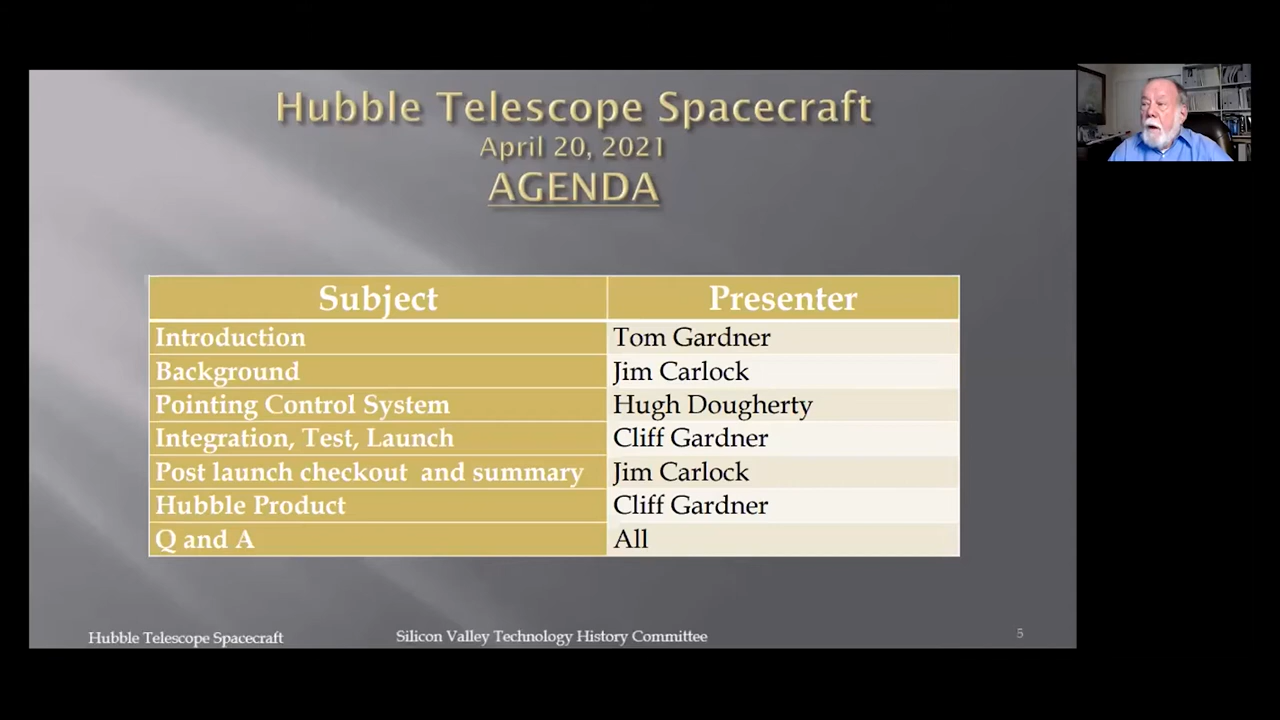 Hubble Telescope Spacecraft
April 20, 2021
AGENDA
Subject Presenter
Introduction Tom Gardner
Background Jim Carlock
Pointing Control System Hugh Dougherty
Integration, Test, Launch Cliff Gardner
Post launch checkout and summary Jim Carlock
Hubble Product Cliff Gardner
Q and A All
Hubble Telescope Spacecraft Silicon Valley Technology History Committee 5